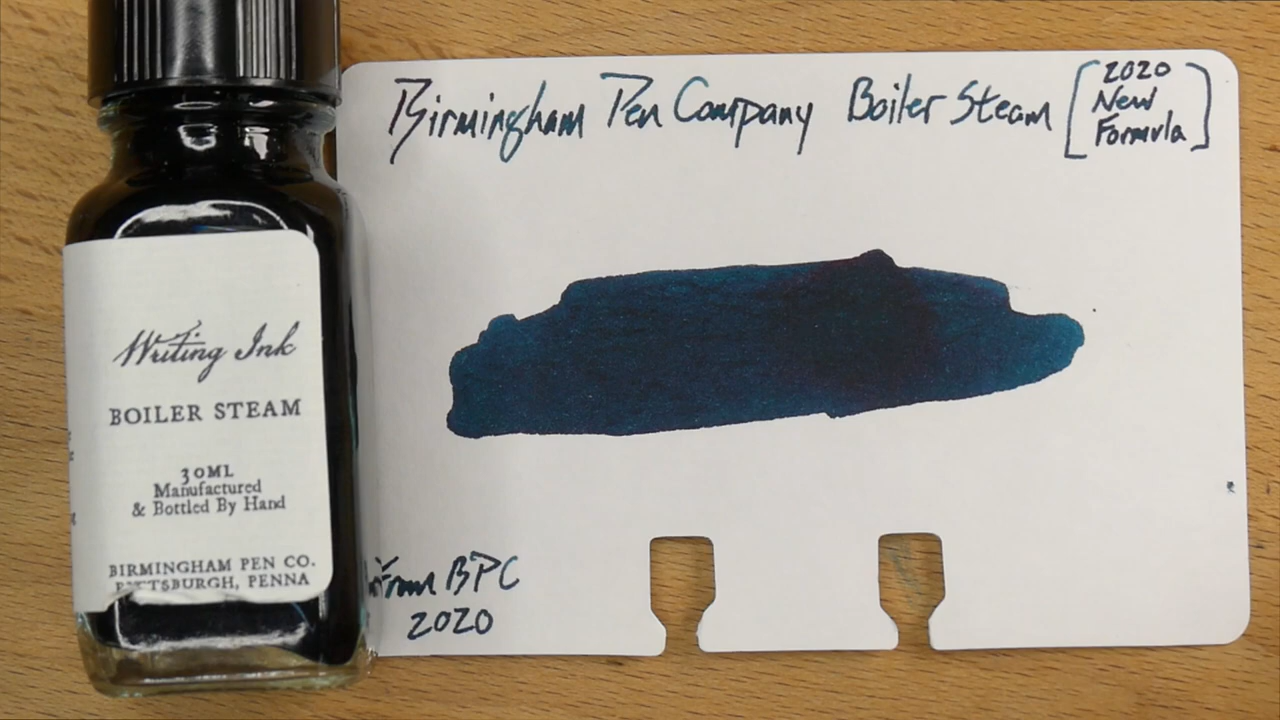 Birmingham Pen Company Boiler Steam [2020
New
Formula]
Writing Ink
BOILER STEAM
30ML
Manufactured
& Bottled By Hand
BIRMINGHAM PEN CO.
PITTSBURGH, PENNA
From BPC
2020